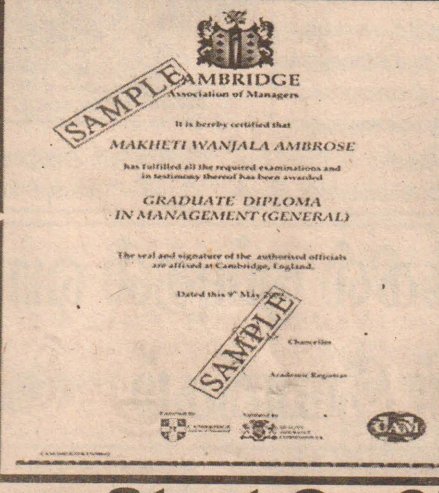 CAMBRIDGE
Association of Managers
SAMPLE
It is hereby certified that
MAKHETI WANJALA AMBROSE
has fulfilled all the required examinations and
in testimony thereof has been awarded
GRADUATE DIPLOMA
IN MANAGEMENT (GENERAL)
The seal and signature of the authorised officials
are affixed at Cambridge, England.
Dated this 9th May
SAMPLE
Chancellor
Academic Registrar
CAM